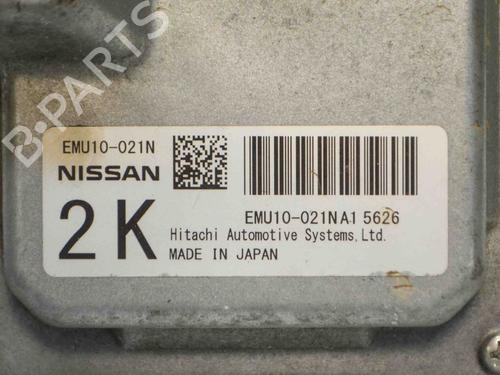 B-PARTS
EMU10-021N
NISSAN
2K
EMU10-021NA1 5626
Hitachi Automotive Systems,Ltd.
MADE IN JAPAN